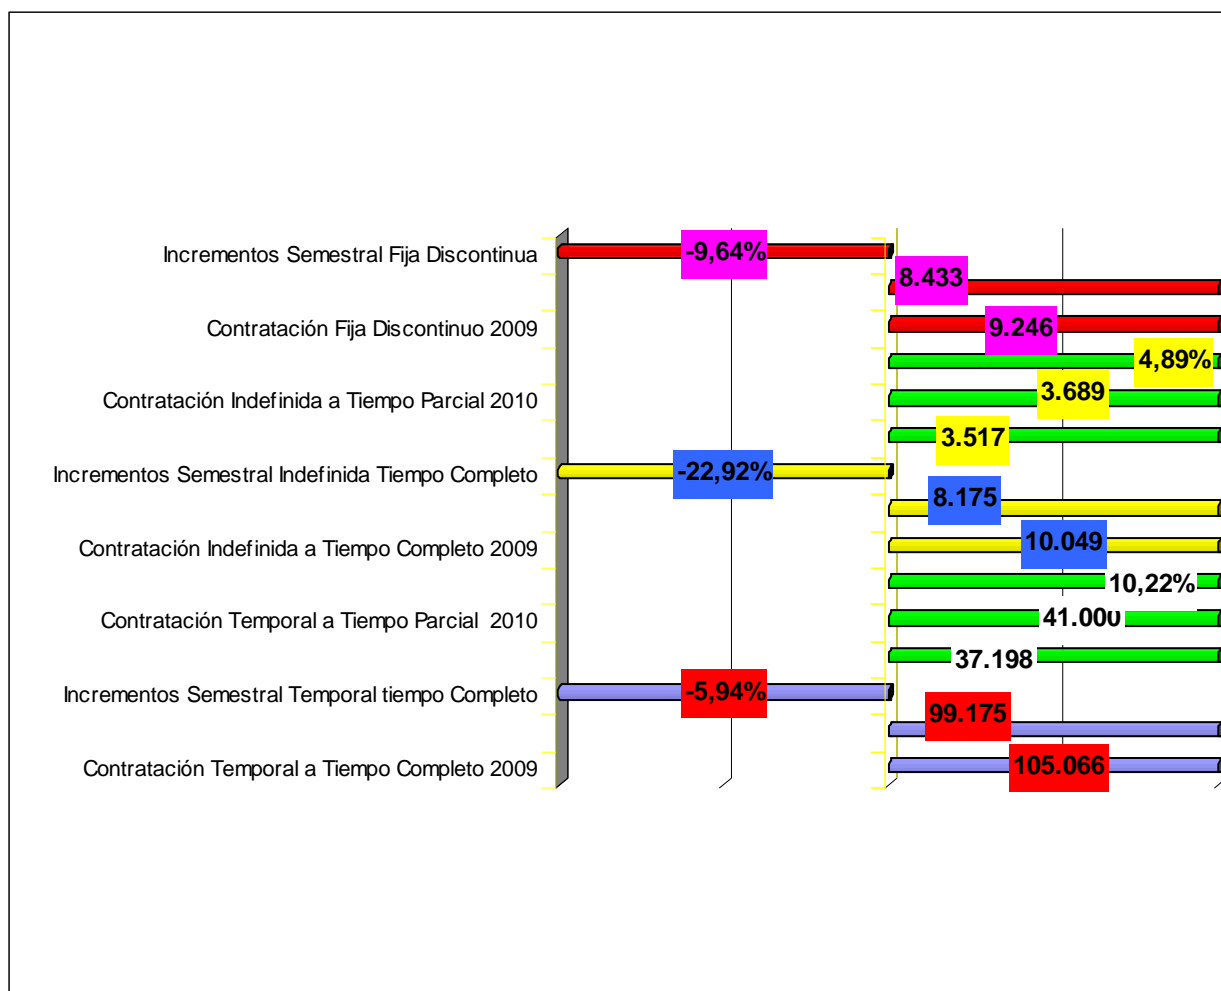 Incrementos Semestral Fija Discontinua
-9,64%
8.433
Contratación Fija Discontinuo 2009
9.246
4,89%
Contratación Indefinida a Tiempo Parcial 2010
3.689
3.517
Incrementos Semestral Indefinida Tiempo Completo
-22,92%
8.175
Contratación Indefinida a Tiempo Completo 2009
10.049
10,22%
Contratación Temporal a Tiempo Parcial 2010
41.000
37.198
Incrementos Semestral Temporal tiempo Completo
-5,94%
99.175
Contratación Temporal a Tiempo Completo 2009
105.066